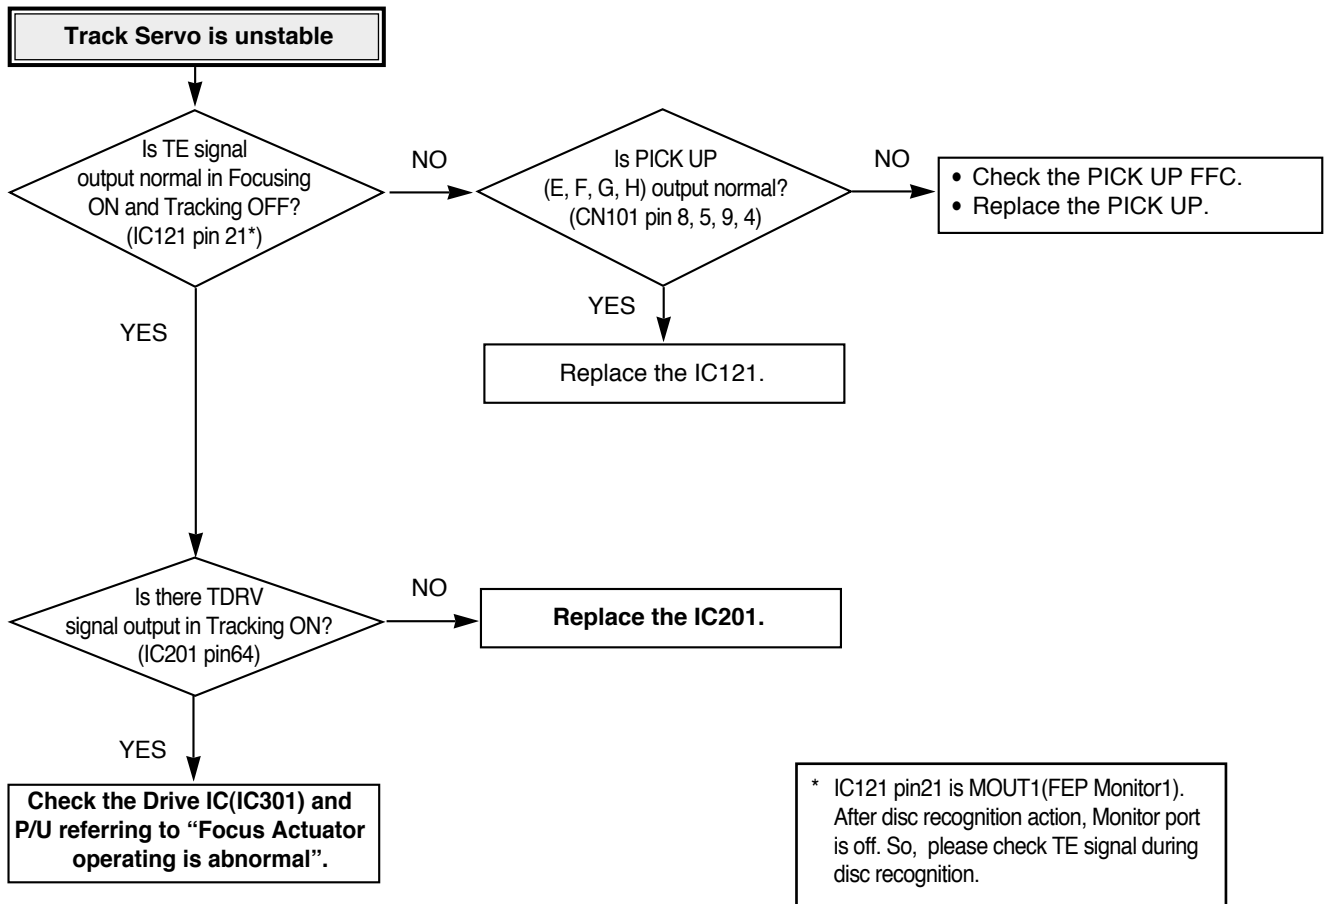 Track Servo is unstable
Is TE signal
output normal in Focusing
ON and Tracking OFF?
(IC121 pin 21*)
NO
Is PICK UP
(E, F, G, H) output normal?
(CN101 pin 8, 5, 9, 4)
NO
• Check the PICK UP FFC.
• Replace the PICK UP.
YES
Replace the IC121.
YES
Is there TDRV
signal output in Tracking ON?
(IC201 pin64)
NO
Replace the IC201.
YES
Check the Drive IC(IC301) and
P/U referring to “Focus Actuator
operating is abnormal”.
* IC121 pin21 is MOUT1(FEP Monitor1).
After disc recognition action, Monitor port
is off. So, please check TE signal during
disc recognition.